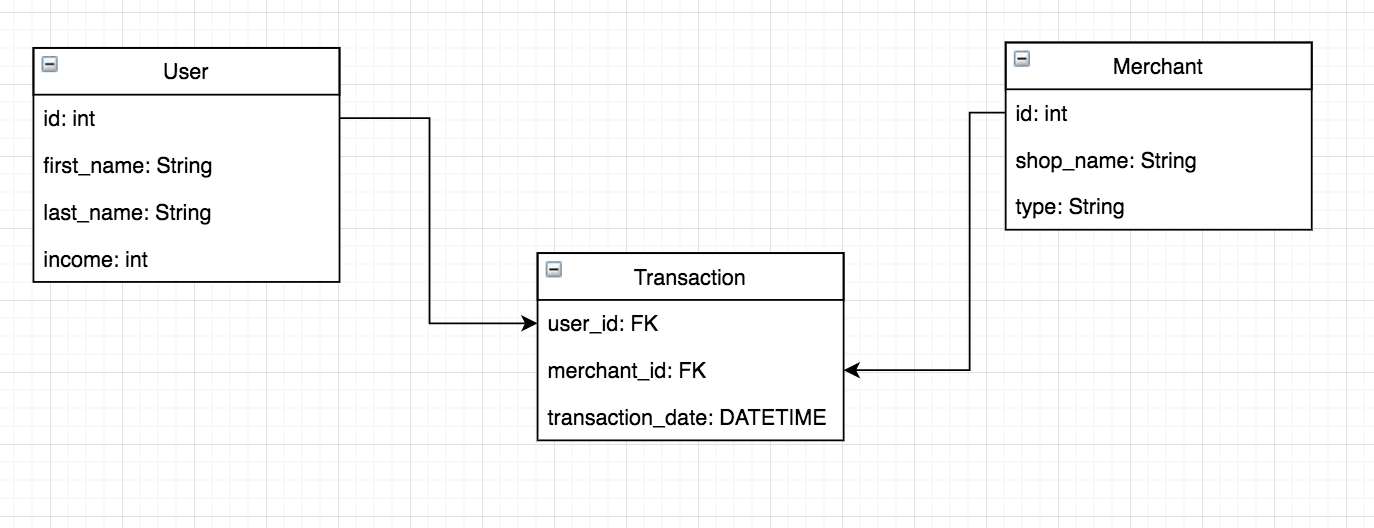 User
id: int
first_name: String
last_name: String
income: int
Merchant
id: int
shop_name: String
type: String
Transaction
user_id: FK
merchant_id: FK
transaction_date: DATETIME